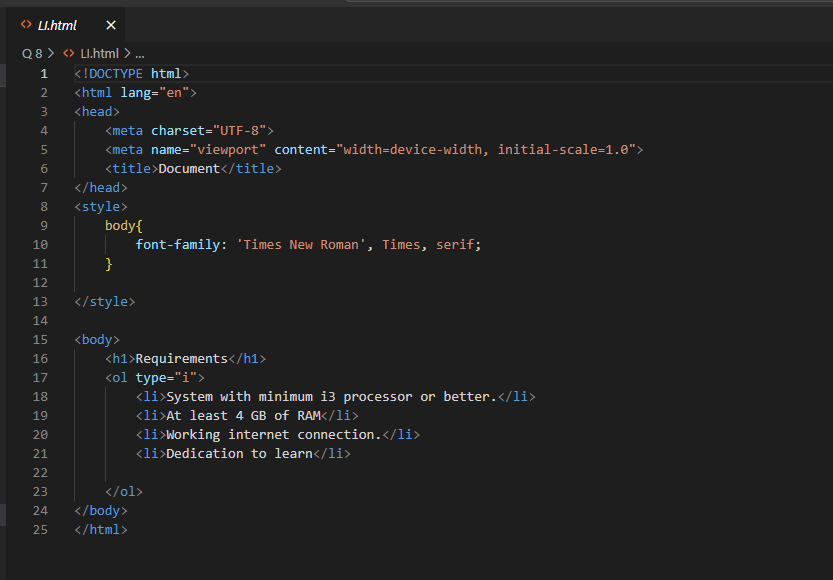 <> LI.html ×
Q 8 > <> LI.html > ...
1 <!DOCTYPE html>
2 <html lang="en">
3 <head>
4     <meta charset="UTF-8">
5     <meta name="viewport" content="width=device-width, initial-scale=1.0">
6     <title>Document</title>
7 </head>
8 <style>
9     body{
10         font-family: 'Times New Roman', Times, serif;
11     }
12
13 </style>
14
15 <body>
16     <h1>Requirements</h1>
17     <ol type="i">
18         <li>System with minimum i3 processor or better.</li>
19         <li>At least 4 GB of RAM</li>
20         <li>Working internet connection.</li>
21         <li>Dedication to learn</li>
22
23     </ol>
24 </body>
25 </html>